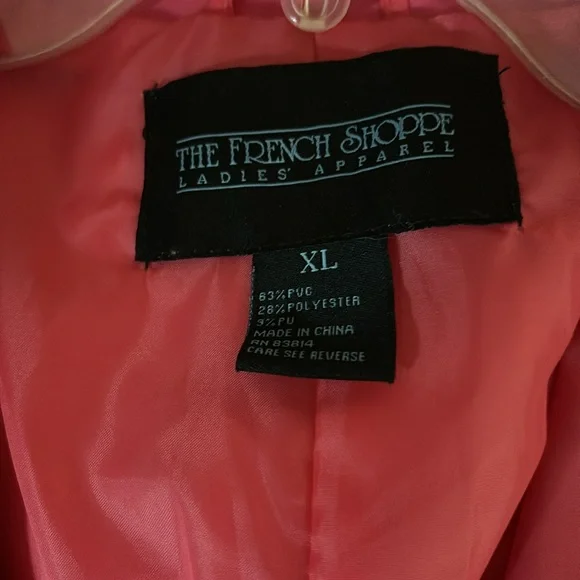 THE FRENCH SHOPPE
LADIES' APPAREL
XL
63% PVC
28% POLYESTER
9% PU
MADE IN CHINA
RN 83814
CARE SEE REVERSE